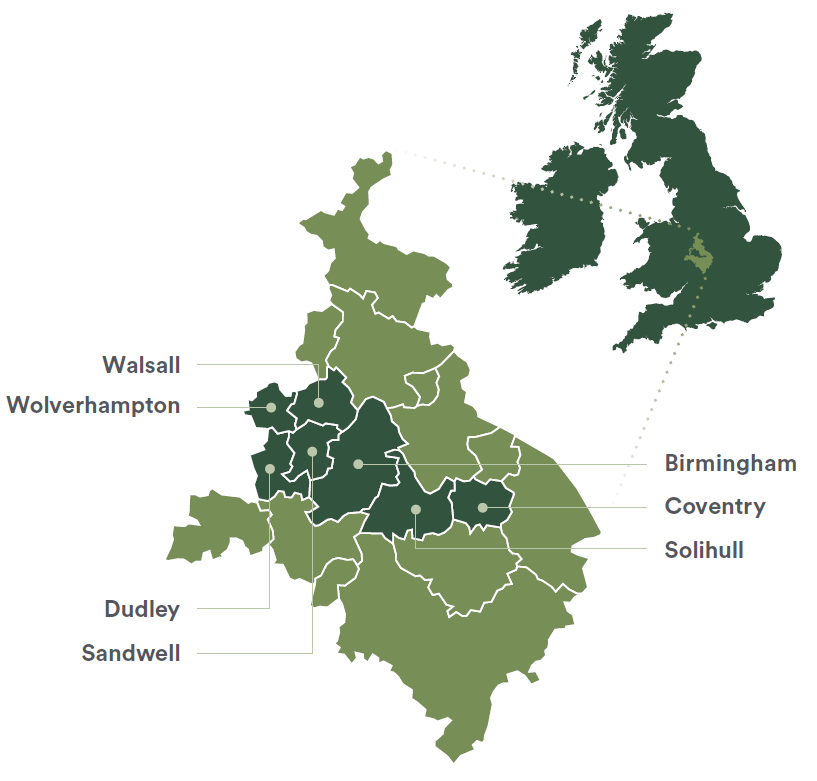 Walsall
Wolverhampton
Birmingham
Coventry
Solihull
Dudley
Sandwell